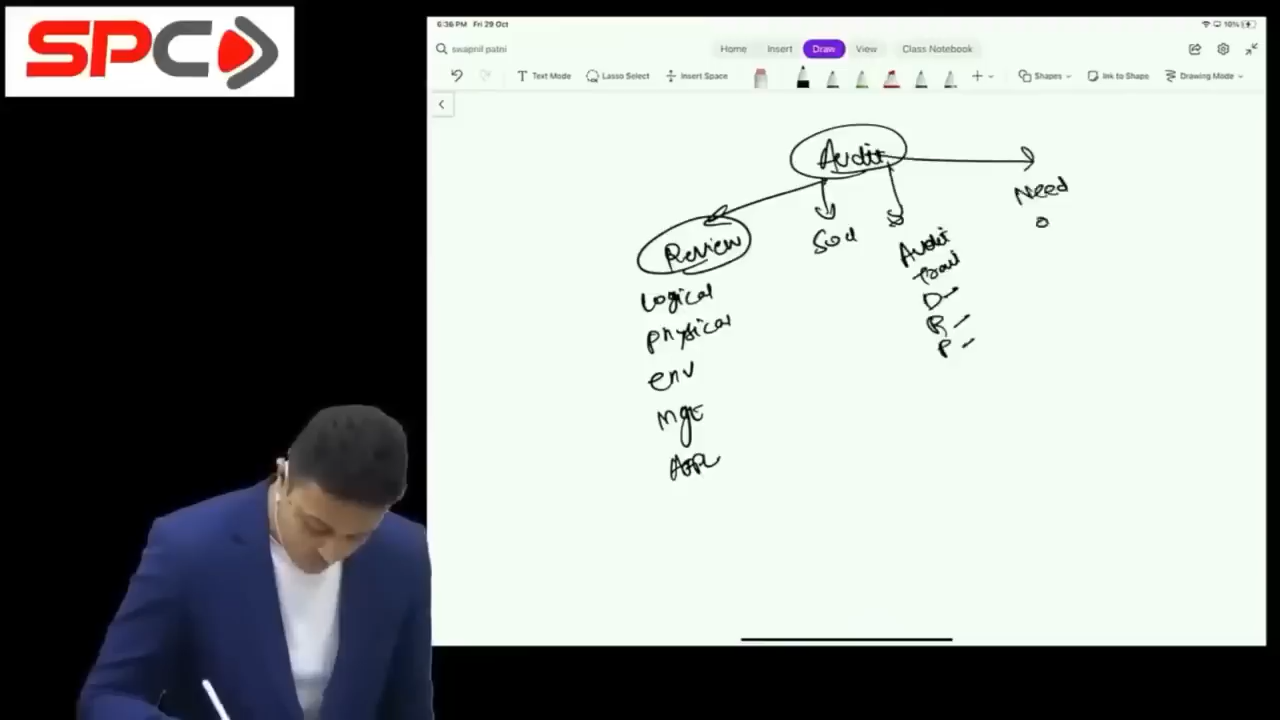 SPC
6:36 PM Fri 29 Oct
10%
swapnil patni
Home Insert Draw View Class Notebook
Text Mode Lasso Select Insert Space Shapes Ink to Shape Drawing Mode
Audit
Need
Review
SOD
Audit
Trail
D
R
P
Logical
Physical
env
Mgt